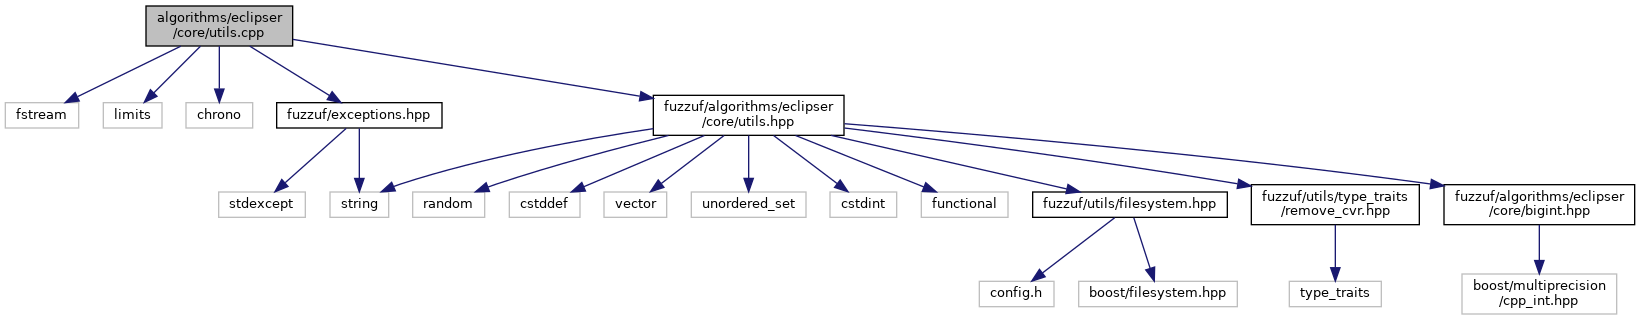 algorithms/eclipser
/core/utils.cpp
fstream
limits
chrono
fuzzuf/exceptions.hpp
fuzzuf/algorithms/eclipser
/core/utils.hpp
stdexcept
string
random
cstddef
vector
unordered_set
cstdint
functional
fuzzuf/utils/filesystem.hpp
fuzzuf/utils/type_traits
/remove_cvr.hpp
fuzzuf/algorithms/eclipser
/core/bigint.hpp
config.h
boost/filesystem.hpp
type_traits
boost/multiprecision
/cpp_int.hpp